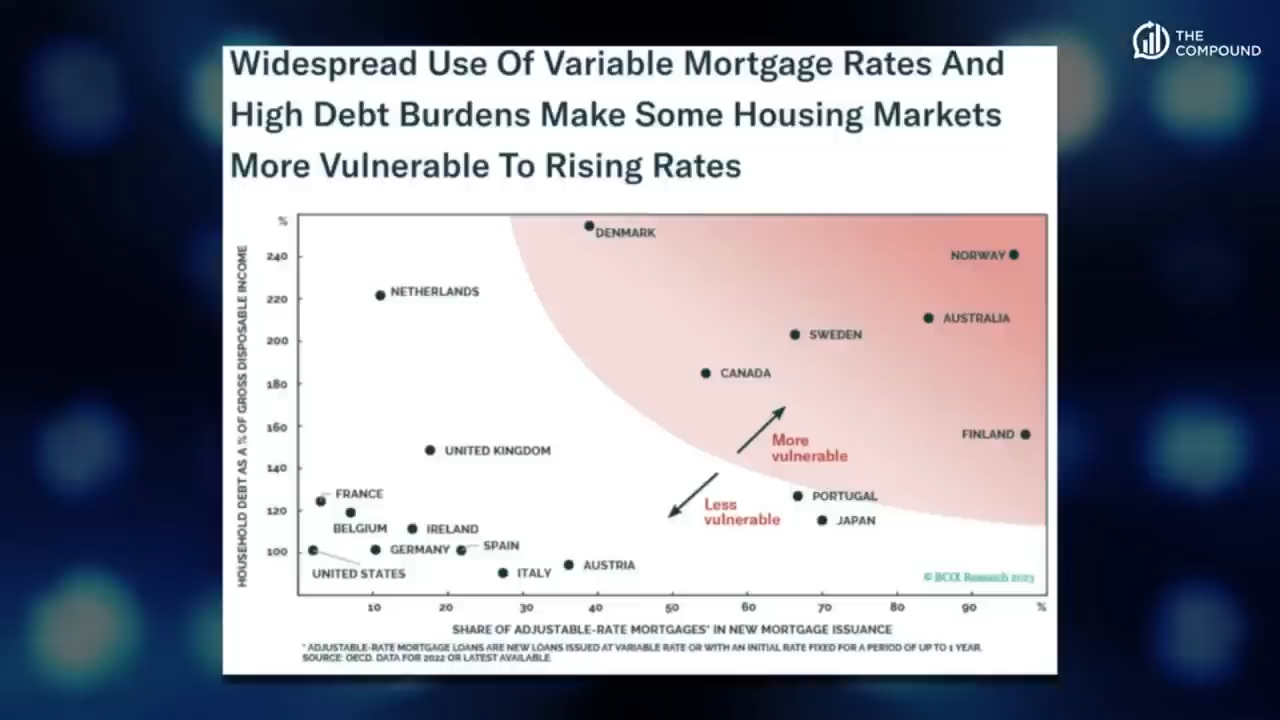 THE
COMPOUND
Widespread Use Of Variable Mortgage Rates And
High Debt Burdens Make Some Housing Markets
More Vulnerable To Rising Rates
HOUSEHOLD DEBT AS A % OF GROSS DISPOSABLE INCOME
%
240
220
200
180
160
140
120
100
DENMARK
NORWAY
NETHERLANDS
AUSTRALIA
SWEDEN
CANADA
More
vulnerable
FINLAND
UNITED KINGDOM
Less
vulnerable
FRANCE
PORTUGAL
BELGIUM
IRELAND
JAPAN
GERMANY
SPAIN
UNITED STATES
ITALY
AUSTRIA
© BCA Research 2023
10 20 30 40 50 60 70 80 90 %
SHARE OF ADJUSTABLE-RATE MORTGAGES* IN NEW MORTGAGE ISSUANCE
* ADJUSTABLE-RATE MORTGAGE LOANS ARE NEW LOANS ISSUED AT VARIABLE RATE OR WITH AN INITIAL RATE FIXED FOR A PERIOD OF UP TO 1 YEAR.
SOURCE: OECD. DATA FOR 2022 OR LATEST AVAILABLE.